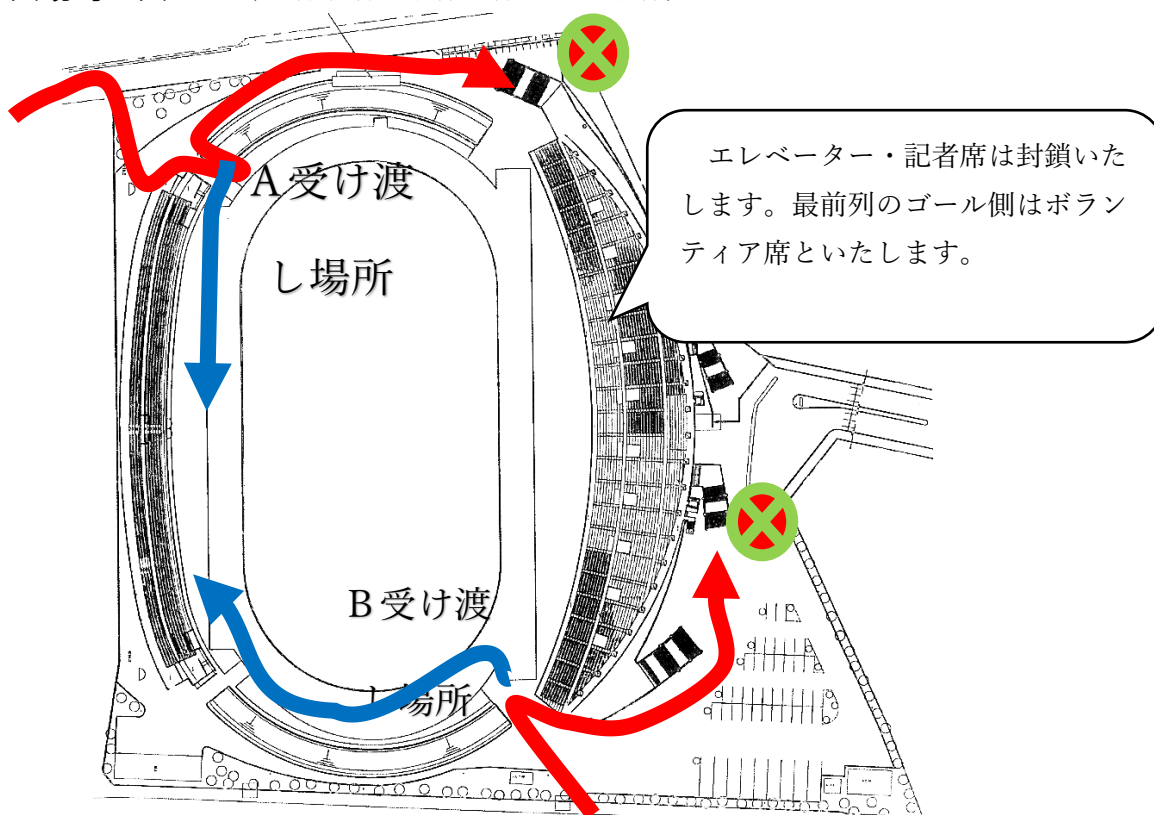 エレベーター・記者席は封鎖いた
します。最前列のゴール側はボラン
ティア席といたします。
A受け渡
し場所
B受け渡
し場所